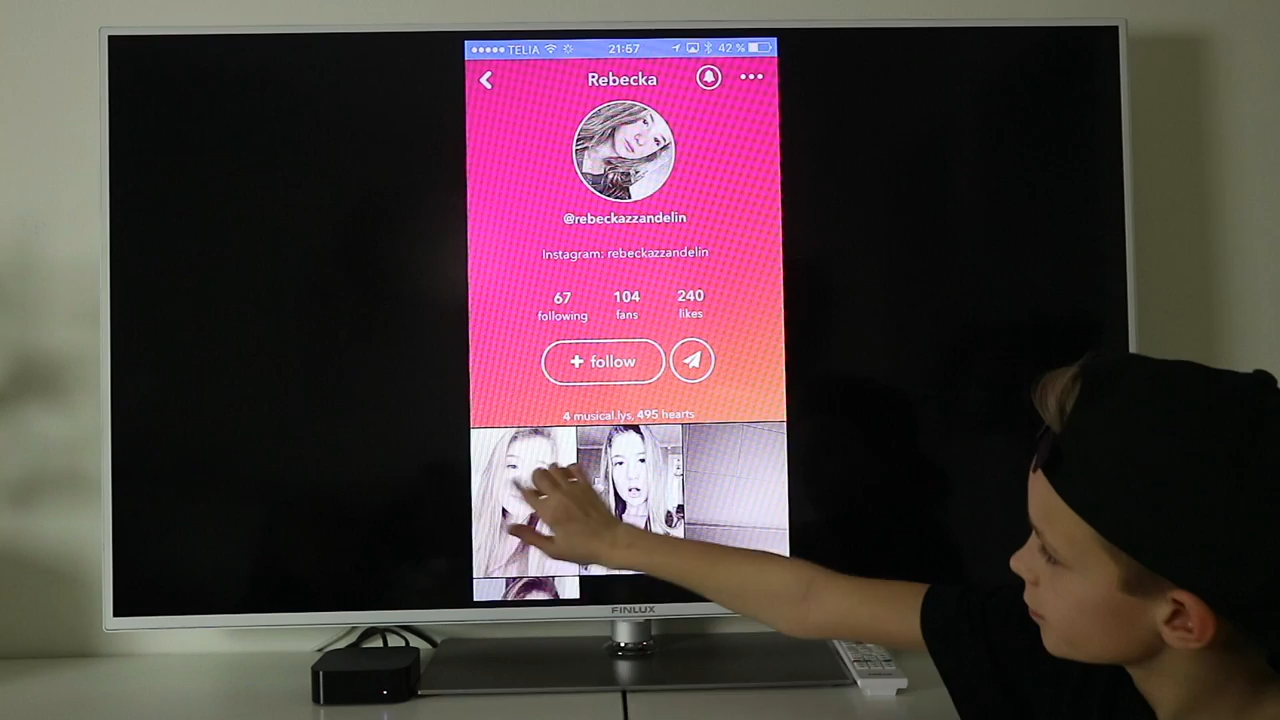 TELIA 21:57 42 %
Rebecka
@rebeckazzandelin
Instagram: rebeckazzandelin
67 104 240
following fans likes
+ follow
4 musical.lys, 495 hearts
FINLUX